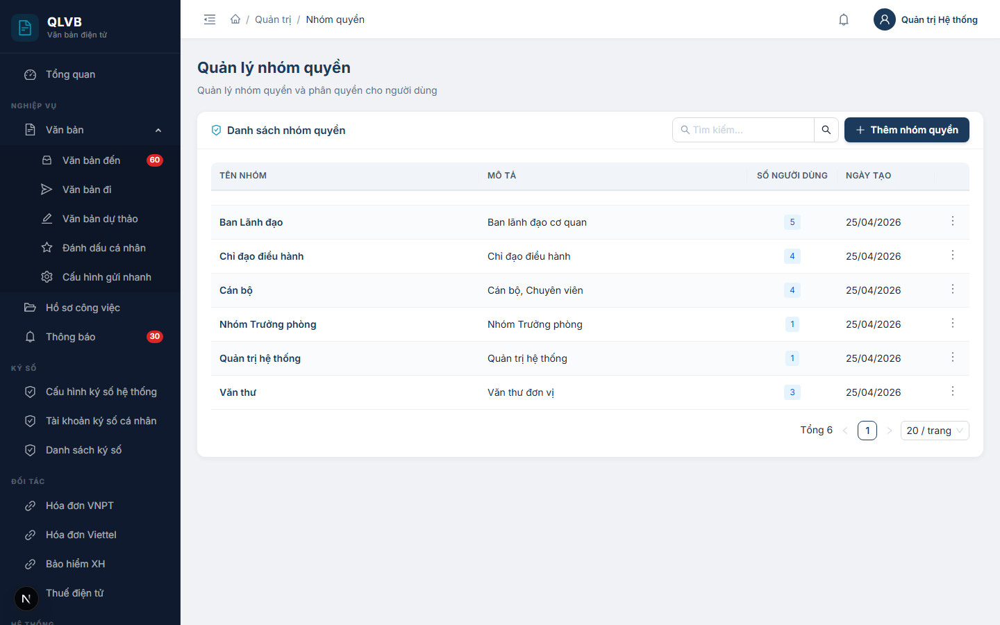 QLVB
Văn bản điện tử
Tổng quan
NGHIỆP VỤ
Văn bản
Văn bản đến 60
Văn bản đi
Văn bản dự thảo
Đánh dấu cá nhân
Cấu hình gửi nhanh
Hồ sơ công việc
Thông báo 30
KÝ SỐ
Cấu hình ký số hệ thống
Tài khoản ký số cá nhân
Danh sách ký số
ĐỐI TÁC
Hóa đơn VNPT
Hóa đơn Viettel
Bảo hiểm XH
Thuế điện tử
N
HỆ THỐNG
/ Quản trị / Nhóm quyền
Quản trị Hệ thống
Quản lý nhóm quyền
Quản lý nhóm quyền và phân quyền cho người dùng
Danh sách nhóm quyền
Tìm kiếm...
Thêm nhóm quyền
TÊN NHÓM MÔ TẢ SỐ NGƯỜI DÙNG NGÀY TẠO
Ban Lãnh đạo Ban lãnh đạo cơ quan 5 25/04/2026
Chỉ đạo điều hành Chỉ đạo điều hành 4 25/04/2026
Cán bộ Cán bộ, Chuyên viên 4 25/04/2026
Nhóm Trưởng phòng Nhóm Trưởng phòng 1 25/04/2026
Quản trị hệ thống Quản trị hệ thống 1 25/04/2026
Văn thư Văn thư đơn vị 3 25/04/2026
Tổng 6 1 20 / trang